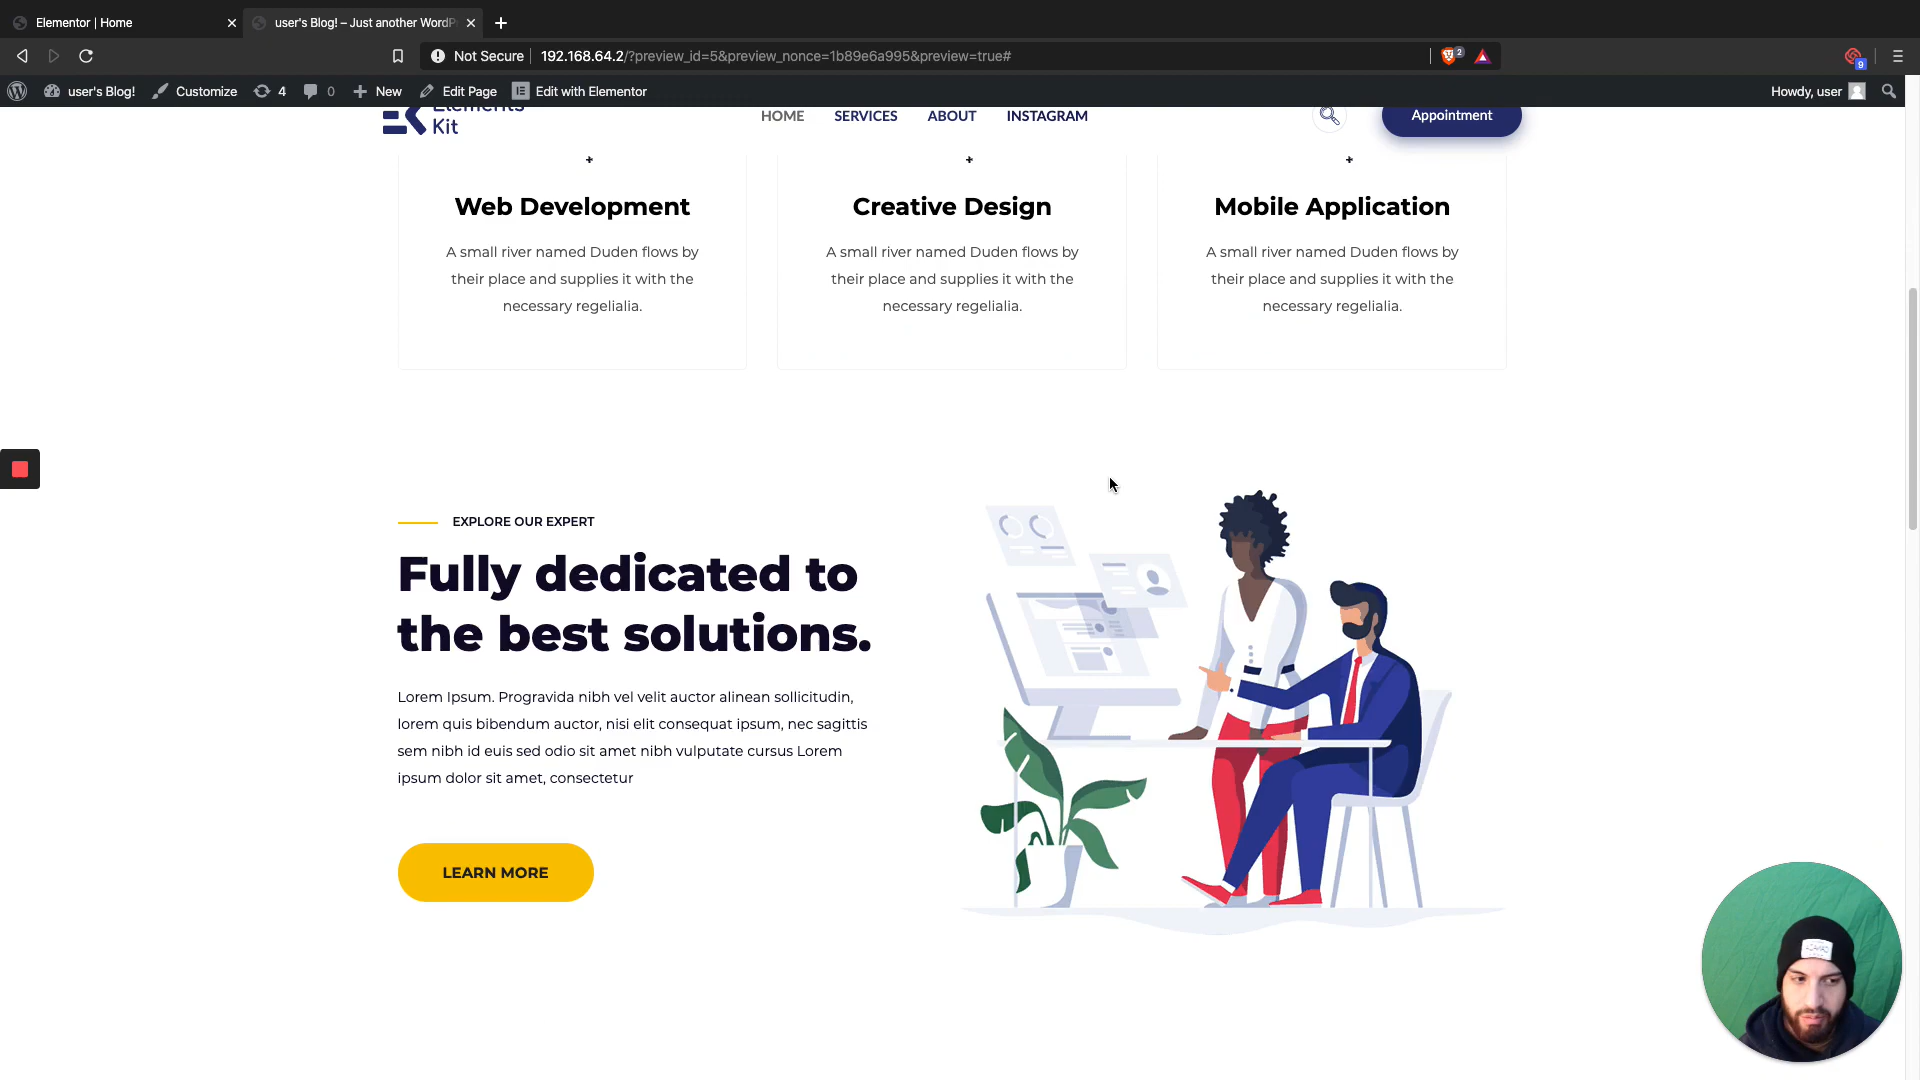 Elementor | Home
user's Blog! – Just another WordP
Not Secure
192.168.64.2/?preview_id=5&preview_nonce=1b89e6a995&preview=true#
2
9
user's Blog!
Customize
4
0
New
Edit Page
Edit with Elementor
Howdy, user
Elements
Kit
HOME
SERVICES
ABOUT
INSTAGRAM
Appointment
Web Development
A small river named Duden flows by
their place and supplies it with the
necessary regelialia.
Creative Design
A small river named Duden flows by
their place and supplies it with the
necessary regelialia.
Mobile Application
A small river named Duden flows by
their place and supplies it with the
necessary regelialia.
EXPLORE OUR EXPERT
Fully dedicated to
the best solutions.
Lorem Ipsum. Progravida nibh vel velit auctor alinean sollicitudin,
lorem quis bibendum auctor, nisi elit consequat ipsum, nec sagittis
sem nibh id euis sed odio sit amet nibh vulputate cursus Lorem
ipsum dolor sit amet, consectetur
LEARN MORE